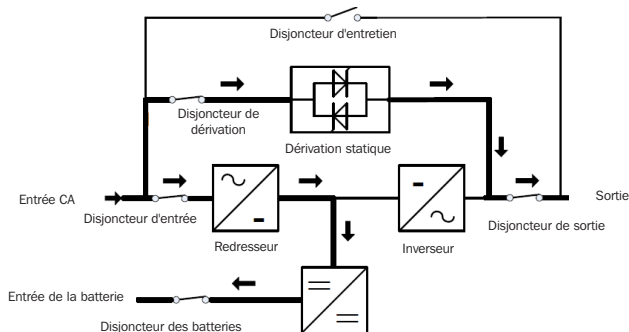 Disjoncteur d'entretien
Disjoncteur de
dérivation
Dérivation statique
Entrée CA
Disjoncteur d'entrée
Redresseur
Inverseur
Sortie
Disjoncteur de sortie
Entrée de la batterie
Disjoncteur des batteries